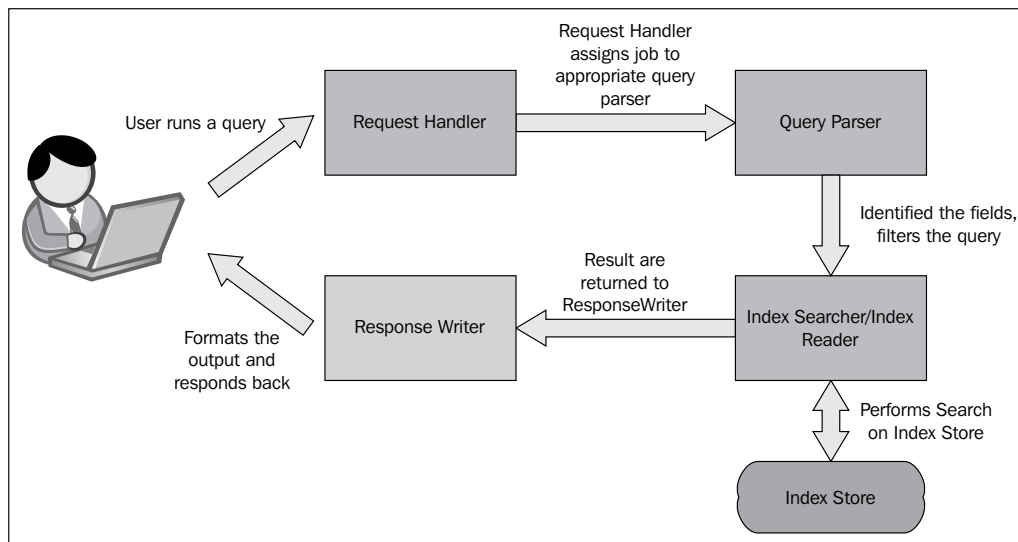 User runs a query
Request Handler
Request Handler
assigns job to
appropriate query
parser
Query Parser
Identified the fields,
filters the query
Index Searcher/Index
Reader
Performs Search
on Index Store
Index Store
Result are
returned to
ResponseWriter
Response Writer
Formats the
output and
responds back